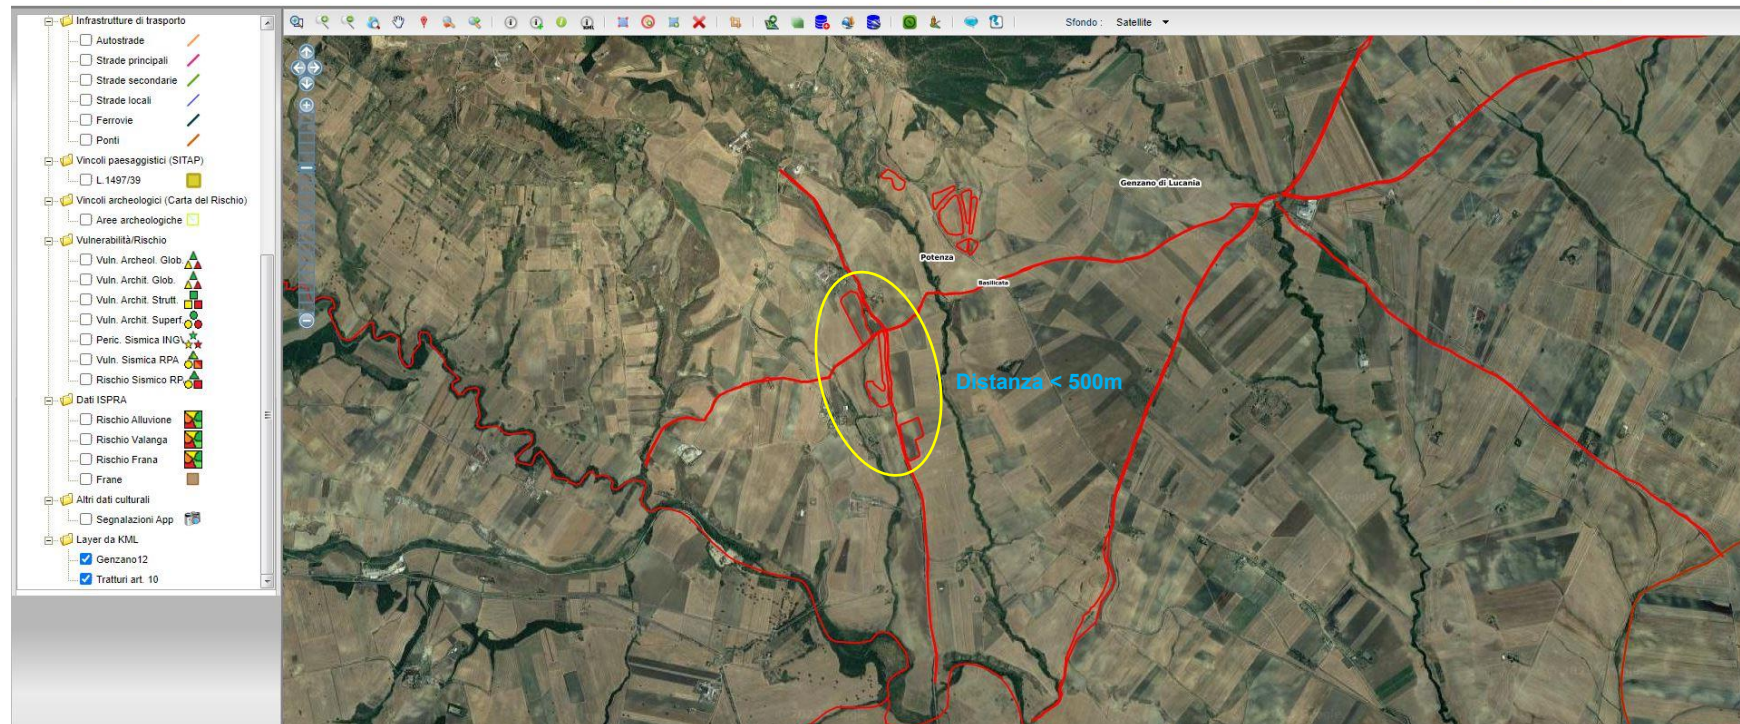 Infrastrutture di trasporto
Autostrade
Strade principali
Strade secondarie
Strade locali
Ferrovie
Ponti
Vincoli paesaggistici (SITAP)
L.1497/39
Vincoli archeologici (Carta del Rischio)
Aree archeologiche
Vulnerabilità/Rischio
Vuln. Archeol. Glob.
Vuln. Archit. Glob.
Vuln. Archit. Strutt.
Vuln. Archit. Superf.
Peric. Sismica INGV
Vuln. Sismica RPA
Rischio Sismico RP
Dati ISPRA
Rischio Alluvione
Rischio Valanga
Rischio Frana
Frane
Altri dati culturali
Segnalazioni App
Layer da KML
Genzano12
Tratturi art. 10
Sfondo : Satellite
Genzano di Lucania
Potenza
Basilicata
Distanza < 500m